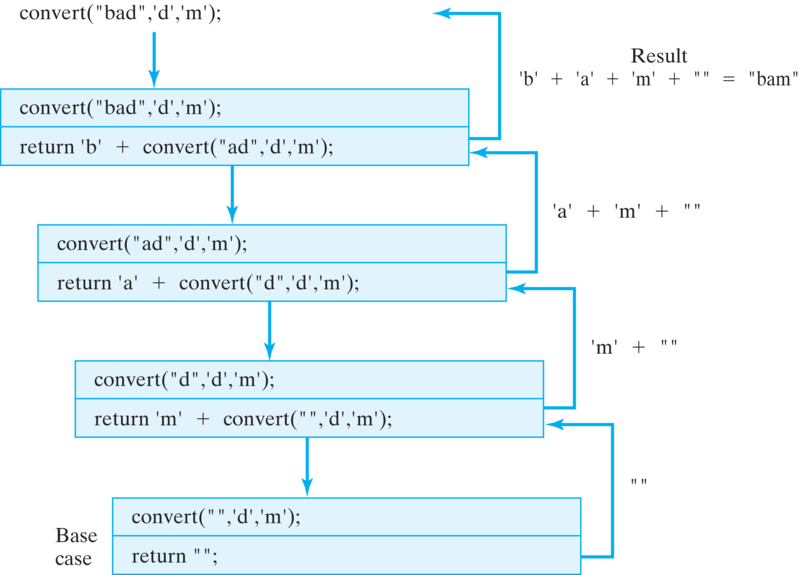 convert("bad",'d','m');
Result
'b' + 'a' + 'm' + "" = "bam"
convert("bad",'d','m');
return 'b' + convert("ad",'d','m');
'a' + 'm' + ""
convert("ad",'d','m');
return 'a' + convert("d",'d','m');
'm' + ""
convert("d",'d','m');
return 'm' + convert("",'d','m');
""
convert("",'d','m');
Base
case
return "";